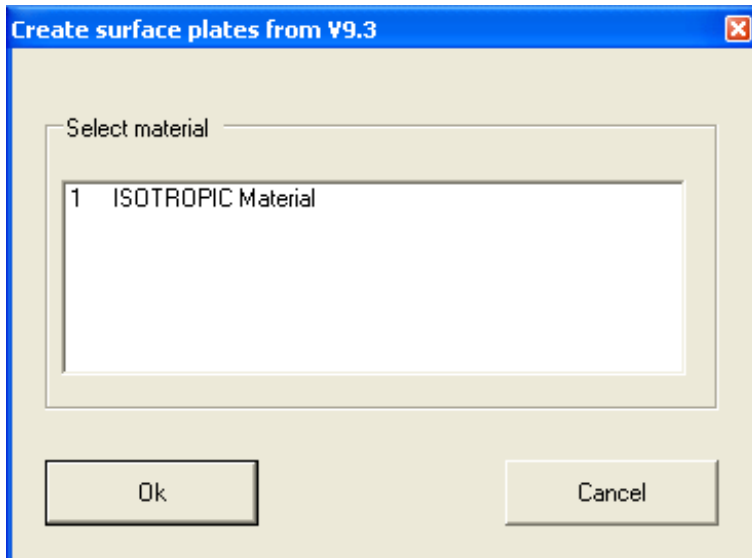 Create surface plates from V9.3
Select material
1 ISOTROPIC Material
Ok
Cancel